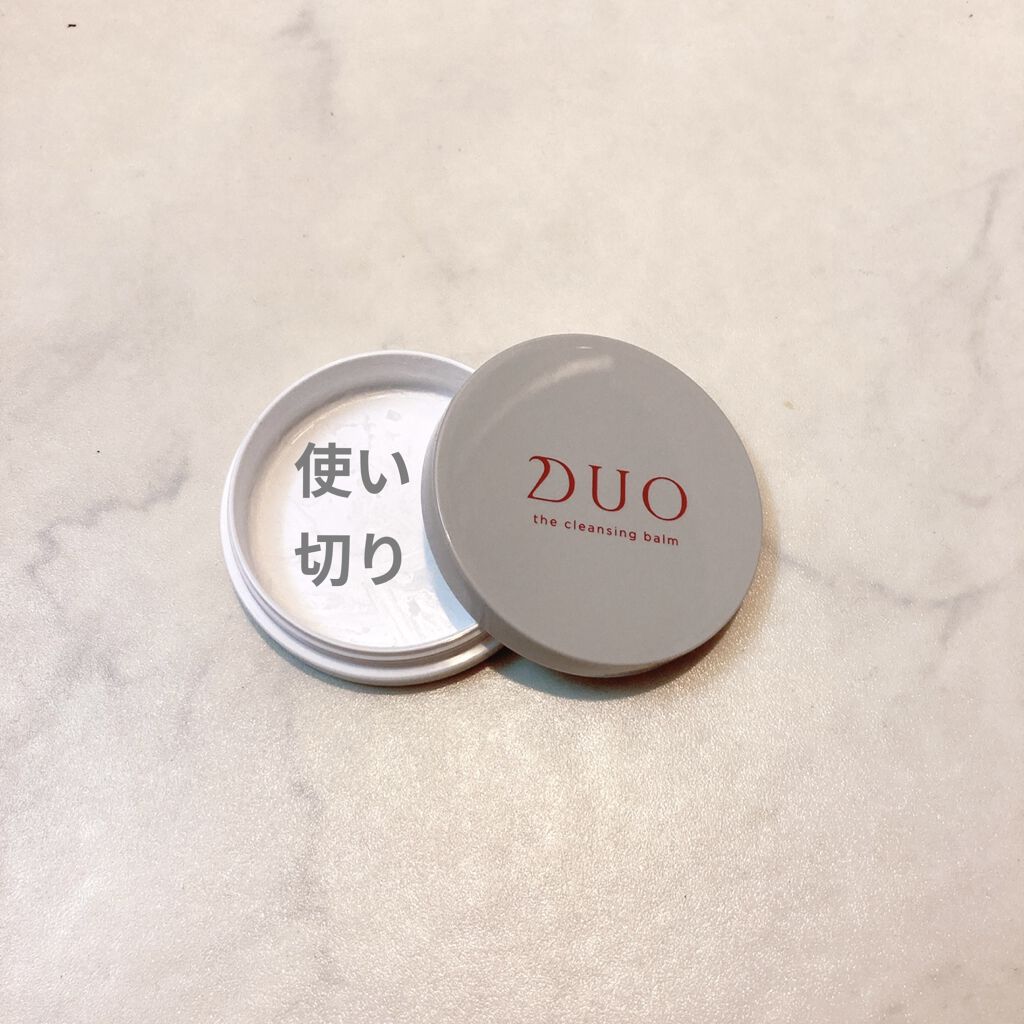 使い
切り
DUO
the cleansing balm